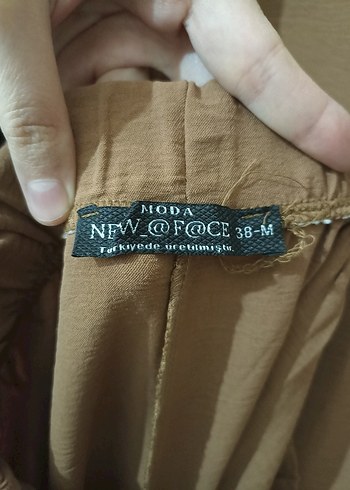 MODA
NEW_@F@CE 38-M
Türkiyede üretilmiştir.